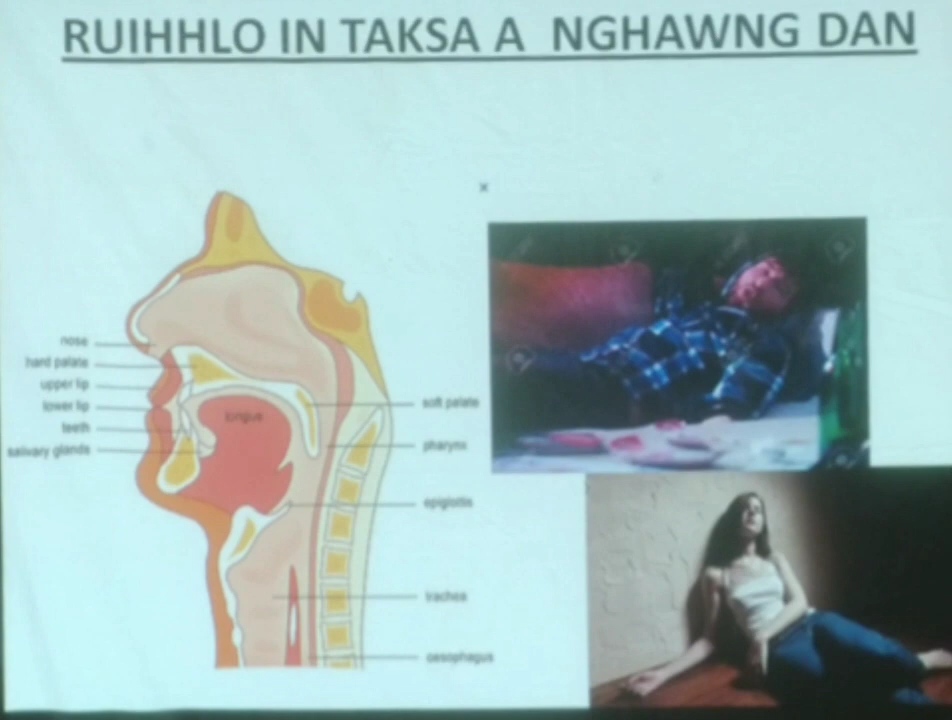 RUIHHLO IN TAKSA A NGHAWNG DAN
x
nose
hard palate
upper lip
lower lip
teeth
salivary glands
tongue
soft palate
pharynx
epiglottis
trachea
oesophagus